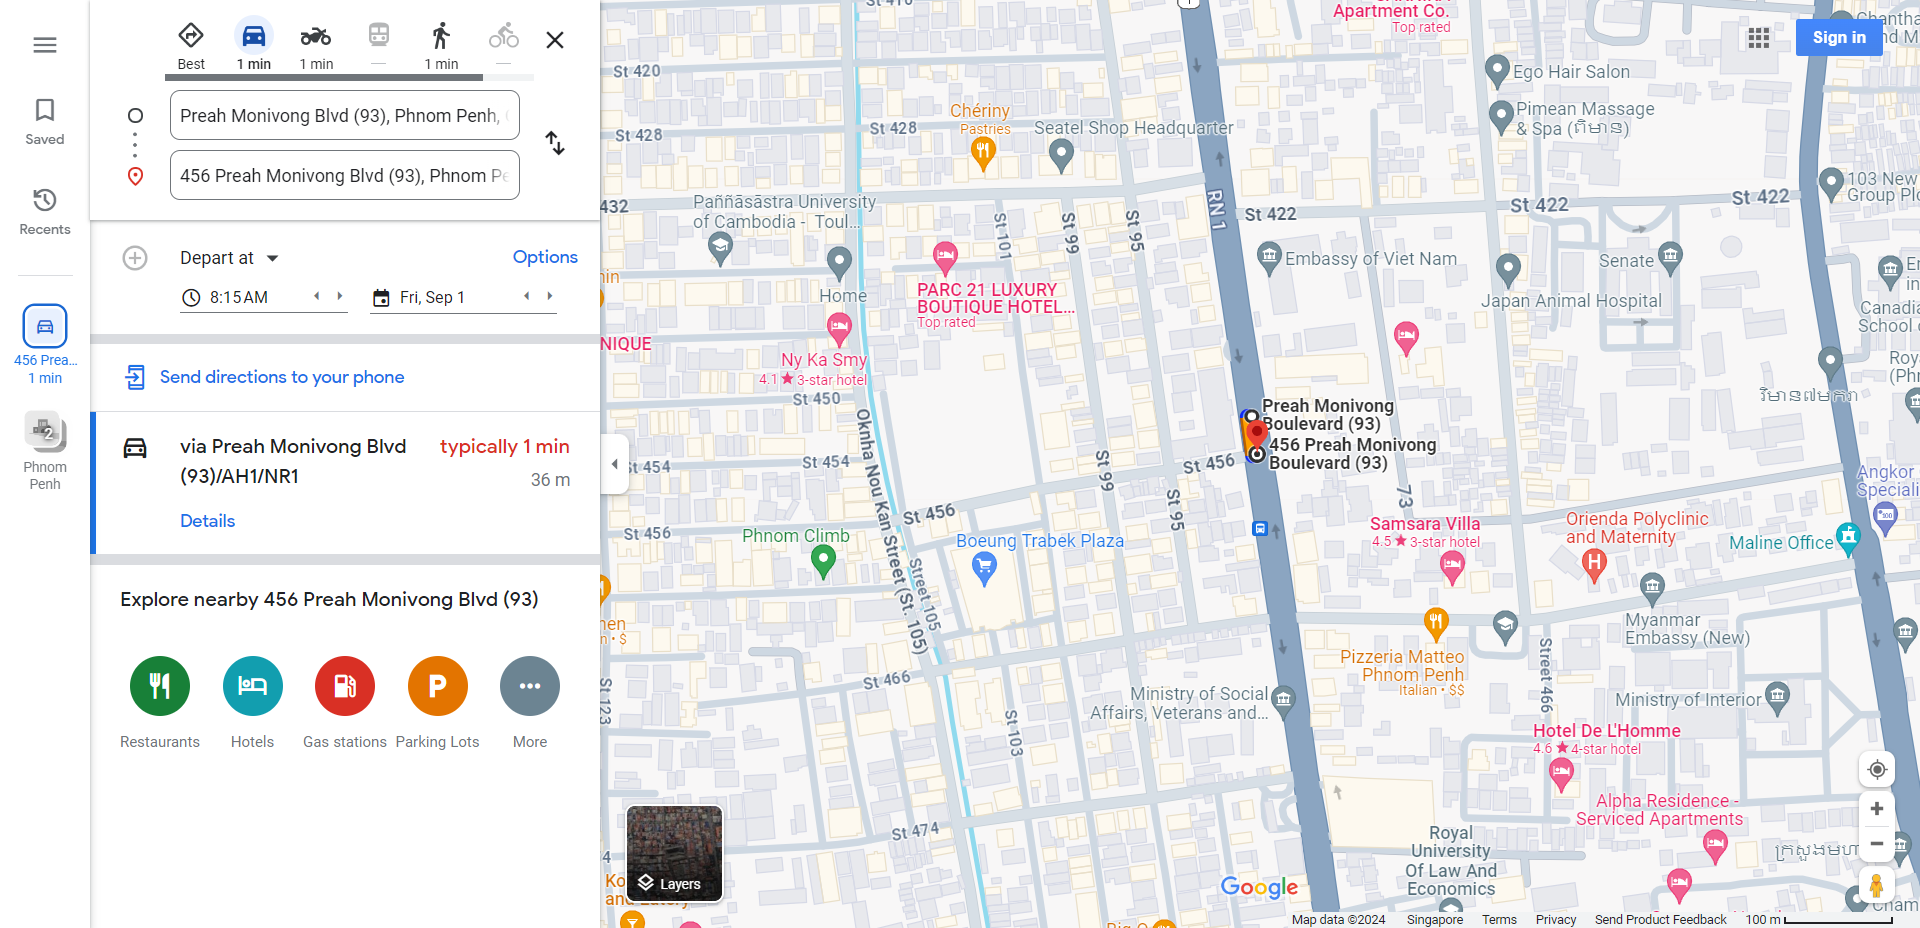 Best
1 min
1 min
—
1 min
—
Preah Monivong Blvd (93), Phnom Penh,
456 Preah Monivong Blvd (93), Phnom Pe
Saved
Recents
456 Prea...
1 min
2
Phnom
Penh
Depart at
Options
8:15 AM
Fri, Sep 1
Send directions to your phone
via Preah Monivong Blvd
(93)/AH1/NR1
typically 1 min
36 m
Details
Explore nearby 456 Preah Monivong Blvd (93)
Restaurants
Hotels
Gas stations
P
Parking Lots
More
Sign in
Apartment Co.
Top rated
St 420
Ego Hair Salon
Chériny
Pastries
St 428
St 428
Seatel Shop Headquarter
Pimean Massage
& Spa (ពិមាន)
103 New
Group
432
Paññāsāstra University
of Cambodia - Toul...
St 101
St 99
St 95
RN 1
St 422
St 422
St 422
Embassy of Viet Nam
Senate
Home
PARC 21 LUXURY
BOUTIQUE HOTEL...
Top rated
Japan Animal Hospital
Canadia
School
NIQUE
Ny Ka Smy
4.1★3-star hotel
St 450
Preah Monivong
Boulevard (93)
456 Preah Monivong
Boulevard (93)
St 454
St 454
St 456
St 99
St 95
73
Oknha Nou Kan Street (St. 105)
Street 105
St 456
St 456
Phnom Climb
Boeung Trabek Plaza
Samsara Villa
4.5★3-star hotel
Orienda Polyclinic
and Maternity
H
Maline Office
Angkor
Speciali
Myanmar
Embassy (New)
Pizzeria Matteo
Phnom Penh
Italian • $$
Street 466
St 466
St 123
St 103
Ministry of Social
Affairs, Veterans and...
Ministry of Interior
Hotel De L'Homme
4.6★4-star hotel
Alpha Residence -
Serviced Apartments
St 474
Royal
University
Of Law And
Economics
Layers
Google
Map data ©2024
Singapore
Terms
Privacy
Send Product Feedback
100 m